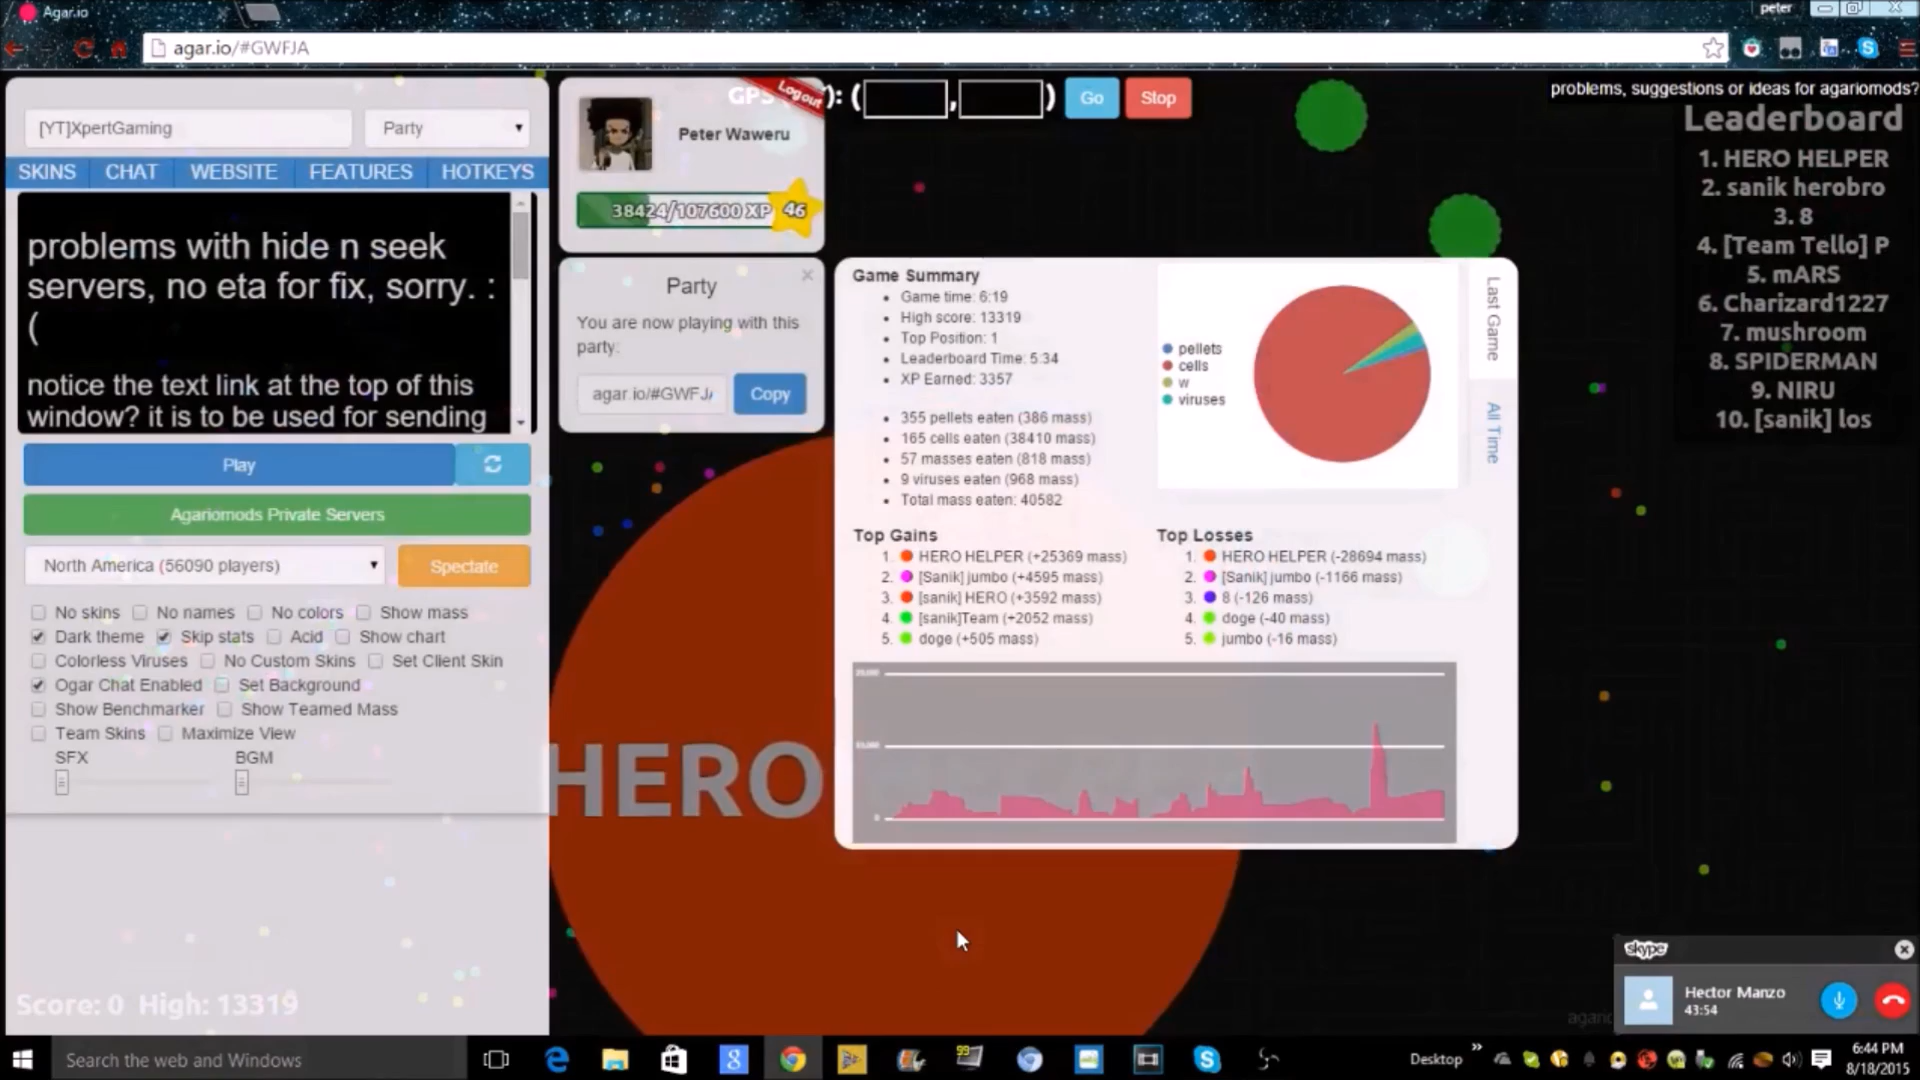 Agar.io
peter
agar.io/#GWFJA
problems, suggestions or ideas for agariomods?
[YT]XpertGaming
Party
SKINS CHAT WEBSITE FEATURES HOTKEYS
problems with hide n seek
servers, no eta for fix, sorry. :
(
notice the text link at the top of this
window? it is to be used for sending
Play
Agariomods Private Servers
North America (56090 players)
Spectate
No skins No names No colors Show mass
Dark theme Skip stats Acid Show chart
Colorless Viruses No Custom Skins Set Client Skin
Ogar Chat Enabled Set Background
Show Benchmarker Show Teamed Mass
Team Skins Maximize View
SFX BGM
Score: 0 High: 13319
GPS
Logout
): ( , )
Go
Stop
Peter Waweru
38424/107600 XP
46
Party
×
You are now playing with this
party:
agar.io/#GWFJ
Copy
Game Summary
Game time: 6:19
High score: 13319
Top Position: 1
Leaderboard Time: 5:34
XP Earned: 3357
355 pellets eaten (386 mass)
165 cells eaten (38410 mass)
57 masses eaten (818 mass)
9 viruses eaten (968 mass)
Total mass eaten: 40582
pellets
cells
w
viruses
Last Game
All Time
Top Gains
1. HERO HELPER (+25369 mass)
2. [Sanik] jumbo (+4595 mass)
3. [sanik] HERO (+3592 mass)
4. [sanik]Team (+2052 mass)
5. doge (+505 mass)
Top Losses
1. HERO HELPER (-28694 mass)
2. [Sanik] jumbo (-1166 mass)
3. 8 (-126 mass)
4. doge (-40 mass)
5. jumbo (-16 mass)
0
HERO
Leaderboard
1. HERO HELPER
2. sanik herobro
3. 8
4. [Team Tello] P
5. mARS
6. Charizard1227
7. mushroom
8. SPIDERMAN
9. NIRU
10. [sanik] los
skype
Hector Manzo
43:54
Search the web and Windows
99
Desktop
6:44 PM
8/18/2015